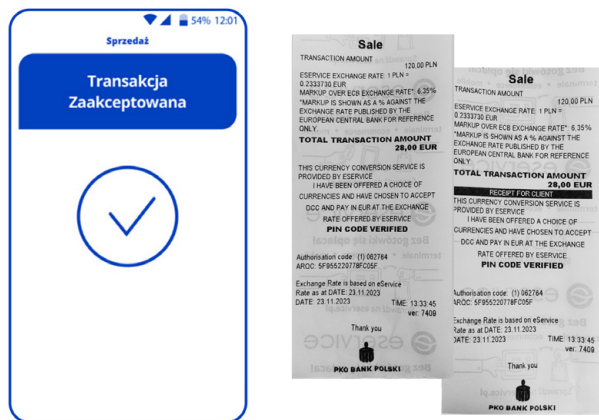 54% 12:01
Sprzedaż
Transakcja
Zaakceptowana
Sale
TRANSACTION AMOUNT
120,00 PLN
ESERVICE EXCHANGE RATE: 1 PLN =
0.2333730 EUR
MARKUP OVER ECB EXCHANGE RATE*: 6,35%
*MARKUP IS SHOWN AS A % AGAINST THE
EXCHANGE RATE PUBLISHED BY THE
EUROPEAN CENTRAL BANK FOR REFERENCE
ONLY.
TOTAL TRANSACTION AMOUNT
28,00 EUR
THIS CURRENCY CONVERSION SERVICE IS
PROVIDED BY ESERVICE
I HAVE BEEN OFFERED A CHOICE OF
CURRENCIES AND HAVE CHOSEN TO ACCEPT
DCC AND PAY IN EUR AT THE EXCHANGE
RATE OFFERED BY ESERVICE
PIN CODE VERIFIED
Authorisation code: (1) 062764
ARQC: 5F955220778FC05F
Exchange Rate is based on eService
Rate as at DATE: 23.11.2023
DATE: 23.11.2023 TIME: 13:33:45
ver: 7409
Thank you
PKO BANK POLSKI
Sale
TRANSACTION AMOUNT
120,00 PLN
ESERVICE EXCHANGE RATE: 1 PLN =
0.2333730 EUR
MARKUP OVER ECB EXCHANGE RATE*: 6,35%
*MARKUP IS SHOWN AS A % AGAINST THE
EXCHANGE RATE PUBLISHED BY THE
EUROPEAN CENTRAL BANK FOR REFERENCE
ONLY.
TOTAL TRANSACTION AMOUNT
28,00 EUR
RECEIPT FOR CLIENT
THIS CURRENCY CONVERSION SERVICE IS
PROVIDED BY ESERVICE
I HAVE BEEN OFFERED A CHOICE OF
CURRENCIES AND HAVE CHOSEN TO ACCEPT
DCC AND PAY IN EUR AT THE EXCHANGE
RATE OFFERED BY ESERVICE
PIN CODE VERIFIED
Authorisation code: (1) 062764
ARQC: 5F955220778FC05F
Exchange Rate is based on eService
Rate as at DATE: 23.11.2023
DATE: 23.11.2023 TIME: 13:33:45
ver: 7409
Thank you
PKO BANK POLSKI